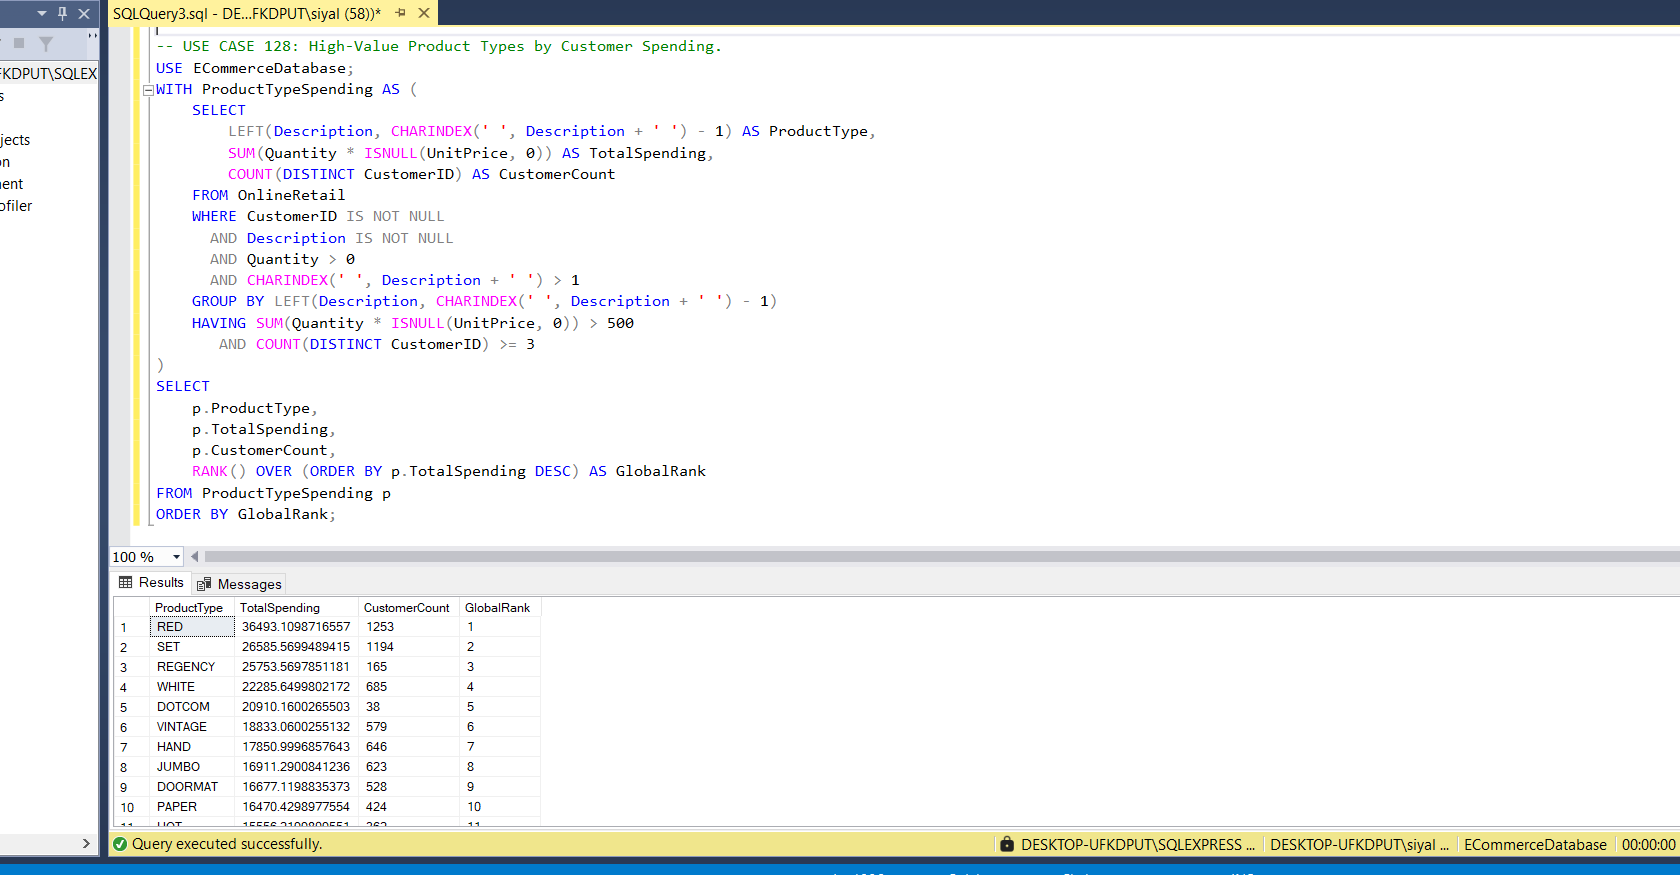 SQLQuery3.sql - DE...FKDPUT\siyal (58))*
FKDPUT\SQLEX
s
jects
on
nent
ofiler
-- USE CASE 128: High-Value Product Types by Customer Spending.
USE ECommerceDatabase;
WITH ProductTypeSpending AS (
SELECT
LEFT(Description, CHARINDEX(' ', Description + ' ') - 1) AS ProductType,
SUM(Quantity * ISNULL(UnitPrice, 0)) AS TotalSpending,
COUNT(DISTINCT CustomerID) AS CustomerCount
FROM OnlineRetail
WHERE CustomerID IS NOT NULL
AND Description IS NOT NULL
AND Quantity > 0
AND CHARINDEX(' ', Description + ' ') > 1
GROUP BY LEFT(Description, CHARINDEX(' ', Description + ' ') - 1)
HAVING SUM(Quantity * ISNULL(UnitPrice, 0)) > 500
AND COUNT(DISTINCT CustomerID) >= 3
)
SELECT
p.ProductType,
p.TotalSpending,
p.CustomerCount,
RANK() OVER (ORDER BY p.TotalSpending DESC) AS GlobalRank
FROM ProductTypeSpending p
ORDER BY GlobalRank;
100 %
Results Messages
ProductType TotalSpending CustomerCount GlobalRank
1 RED 36493.1098716557 1253 1
2 SET 26585.5699489415 1194 2
3 REGENCY 25753.5697851181 165 3
4 WHITE 22285.6499802172 685 4
5 DOTCOM 20910.1600265503 38 5
6 VINTAGE 18833.0600255132 579 6
7 HAND 17850.9996857643 646 7
8 JUMBO 16911.2900841236 623 8
9 DOORMAT 16677.1198835373 528 9
10 PAPER 16470.4298977554 424 10
11 HOT 362 11
Query executed successfully. DESKTOP-UFKDPUT\SQLEXPRESS ... DESKTOP-UFKDPUT\siyal ... ECommerceDatabase 00:00:00